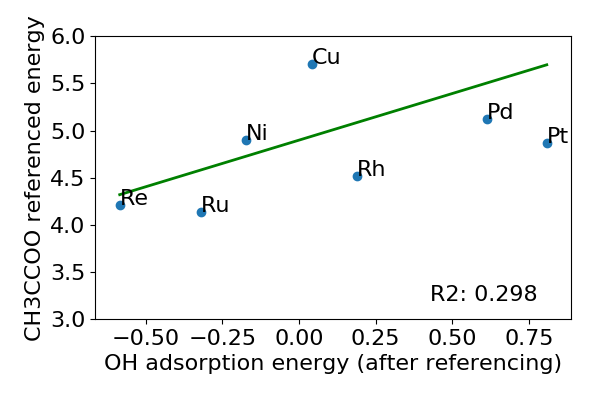 CH3CCOO referenced energy
6.0
5.5
5.0
4.5
4.0
3.5
3.0
Cu
Pd
Ni
Pt
Rh
Re
Ru
R2: 0.298
−0.50
−0.25
0.00
0.25
0.50
0.75
OH adsorption energy (after referencing)